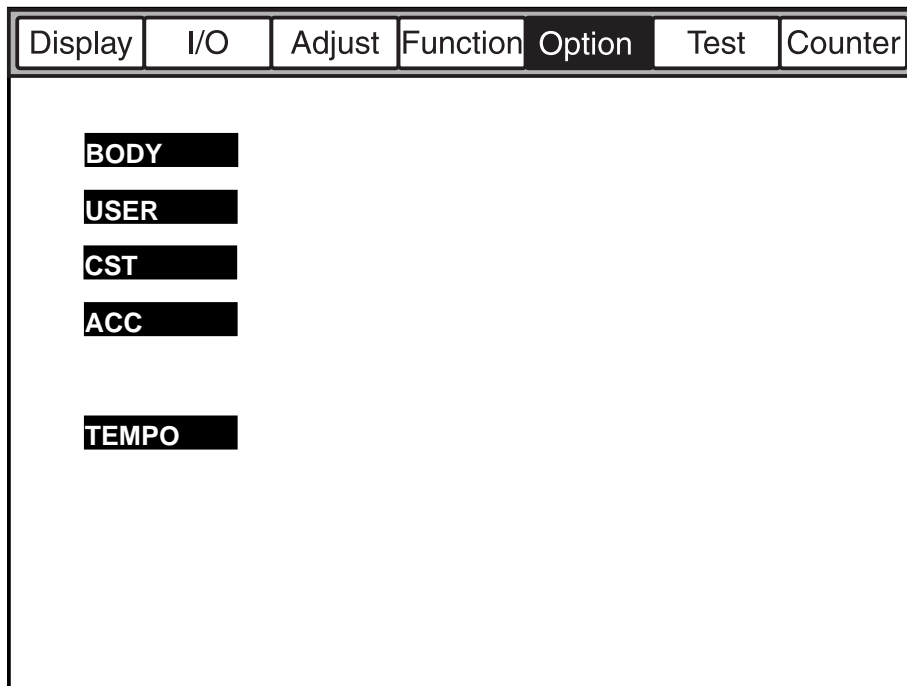 Display I/O Adjust Function Option Test Counter
BODY
USER
CST
ACC
TEMPO